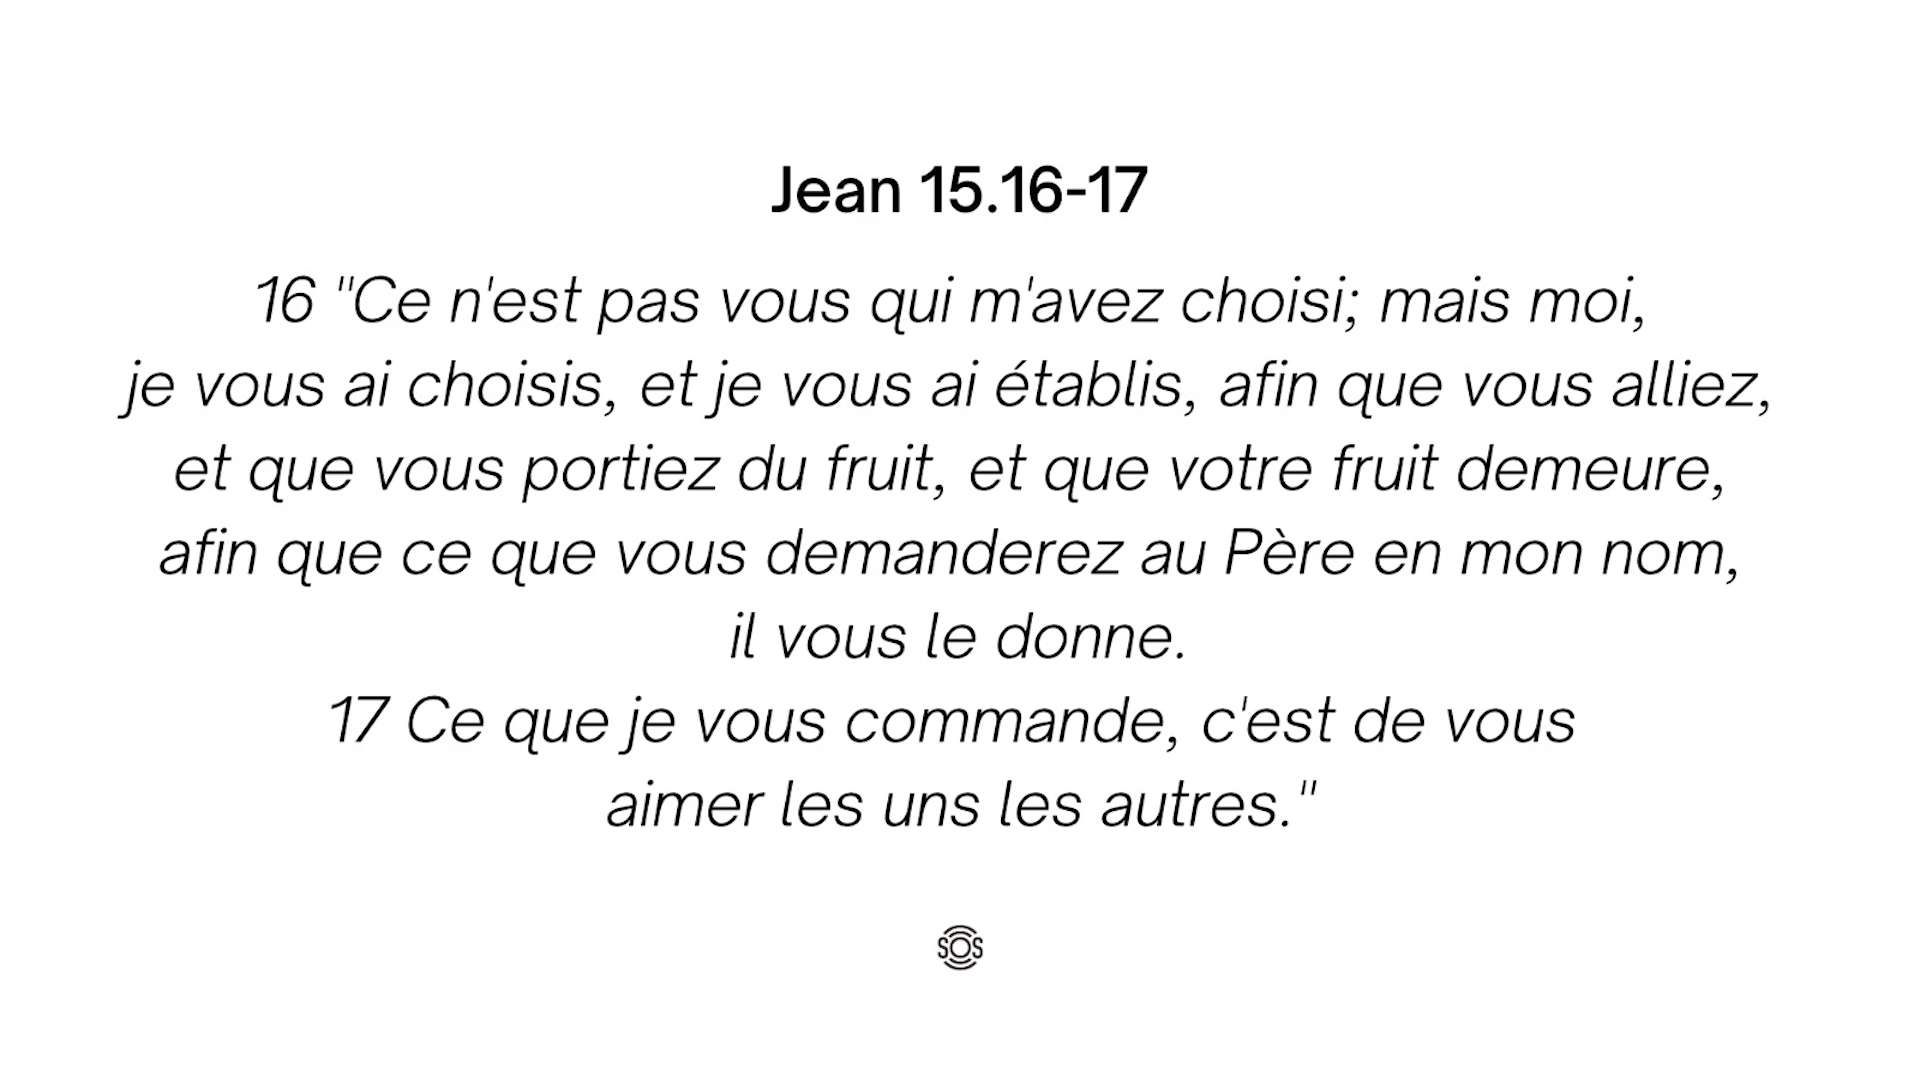 Jean 15.16-17
16 "Ce n'est pas vous qui m'avez choisi; mais moi,
je vous ai choisis, et je vous ai établis, afin que vous alliez,
et que vous portiez du fruit, et que votre fruit demeure,
afin que ce que vous demanderez au Père en mon nom,
il vous le donne.
17 Ce que je vous commande, c'est de vous
aimer les uns les autres."
SOS